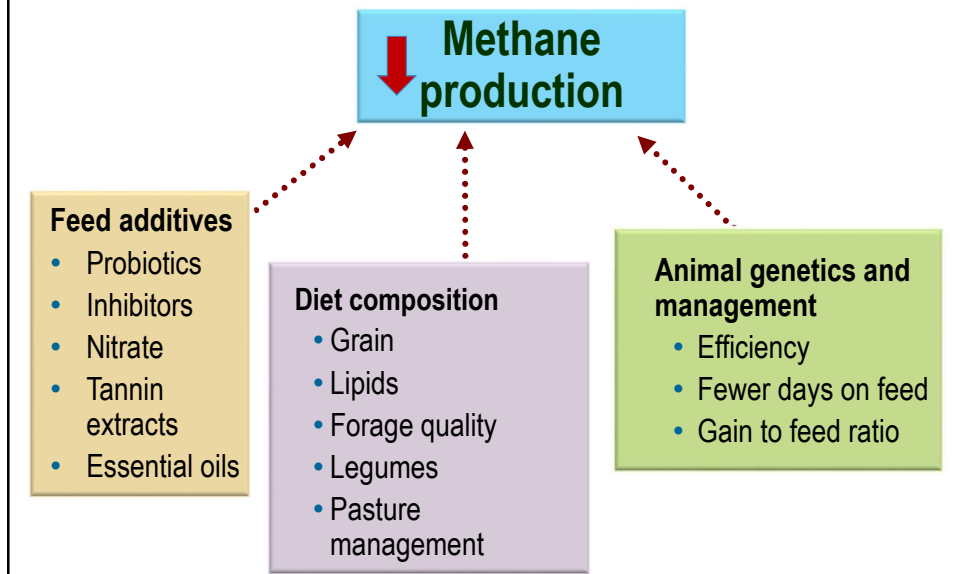 Methane
production
Feed additives
• Probiotics
• Inhibitors
• Nitrate
• Tannin
extracts
• Essential oils
Diet composition
• Grain
• Lipids
• Forage quality
• Legumes
• Pasture
management
Animal genetics and
management
• Efficiency
• Fewer days on feed
• Gain to feed ratio